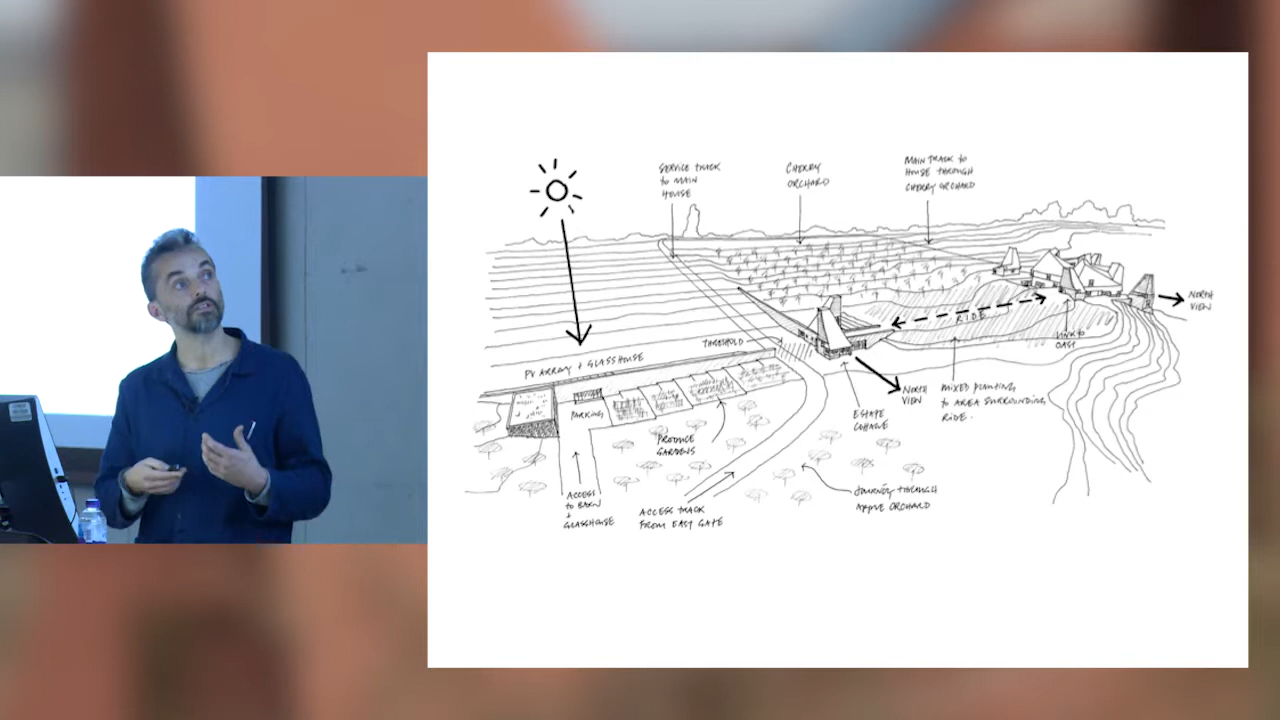 SERVICE TRACK
to MAIN
HOUSE
CHERRY
ORCHARD
MAIN TRACK to
HOUSE THROUGH
CHERRY ORCHARD
NORTH
VIEW
RIDE
LINK to
OAST
THRESHOLD
PV ARRAY + GLASSHOUSE
PARKING
PRODUCE
GARDENS
NORTH
VIEW
MIXED PLANTING
to AREA SURROUNDING
RIDE.
ESTATE
COTTAGE
ACCESS
to BARN
+
GLASSHOUSE
ACCESS TRACK
FROM EAST GATE
JOURNEY THROUGH
APPLE ORCHARD